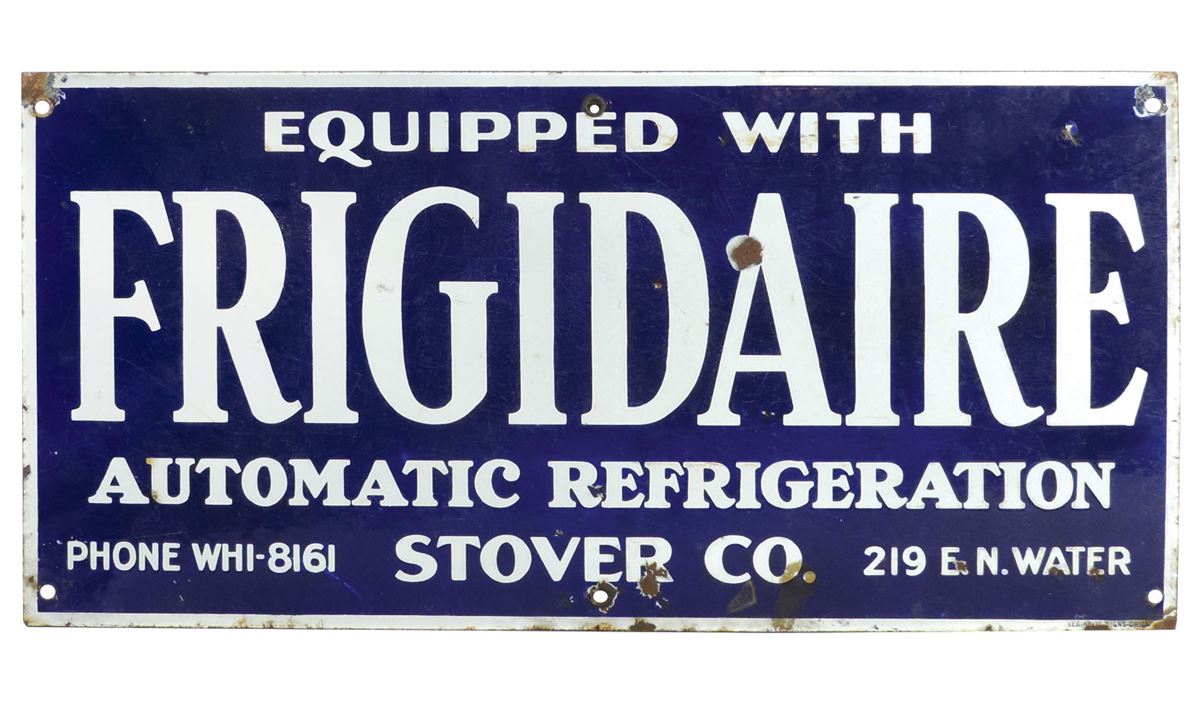 EQUIPPED WITH
FRIGIDAIRE
AUTOMATIC REFRIGERATION
PHONE WHI-8161 STOVER CO. 219 E. N. WATER